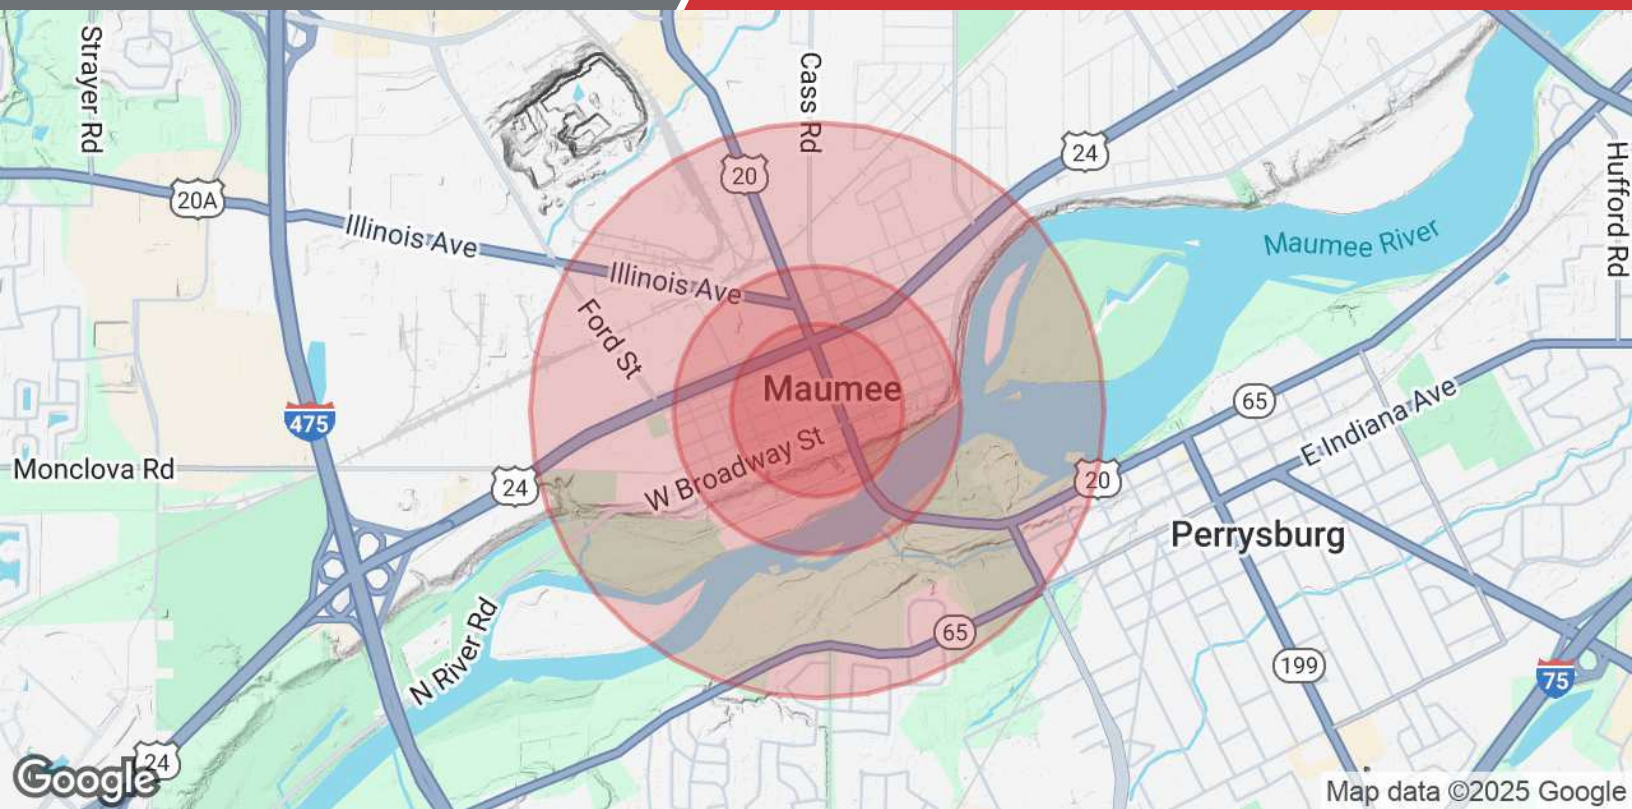 Strayer Rd
Cass Rd
20
24
20A
Illinois Ave
Illinois Ave
Hufford Rd
Maumee River
Ford St
Maumee
475
65
E Indiana Ave
W Broadway St
Monclova Rd
24
20
Perrysburg
N River Rd
65
199
75
24
Google
Map data ©2025 Google